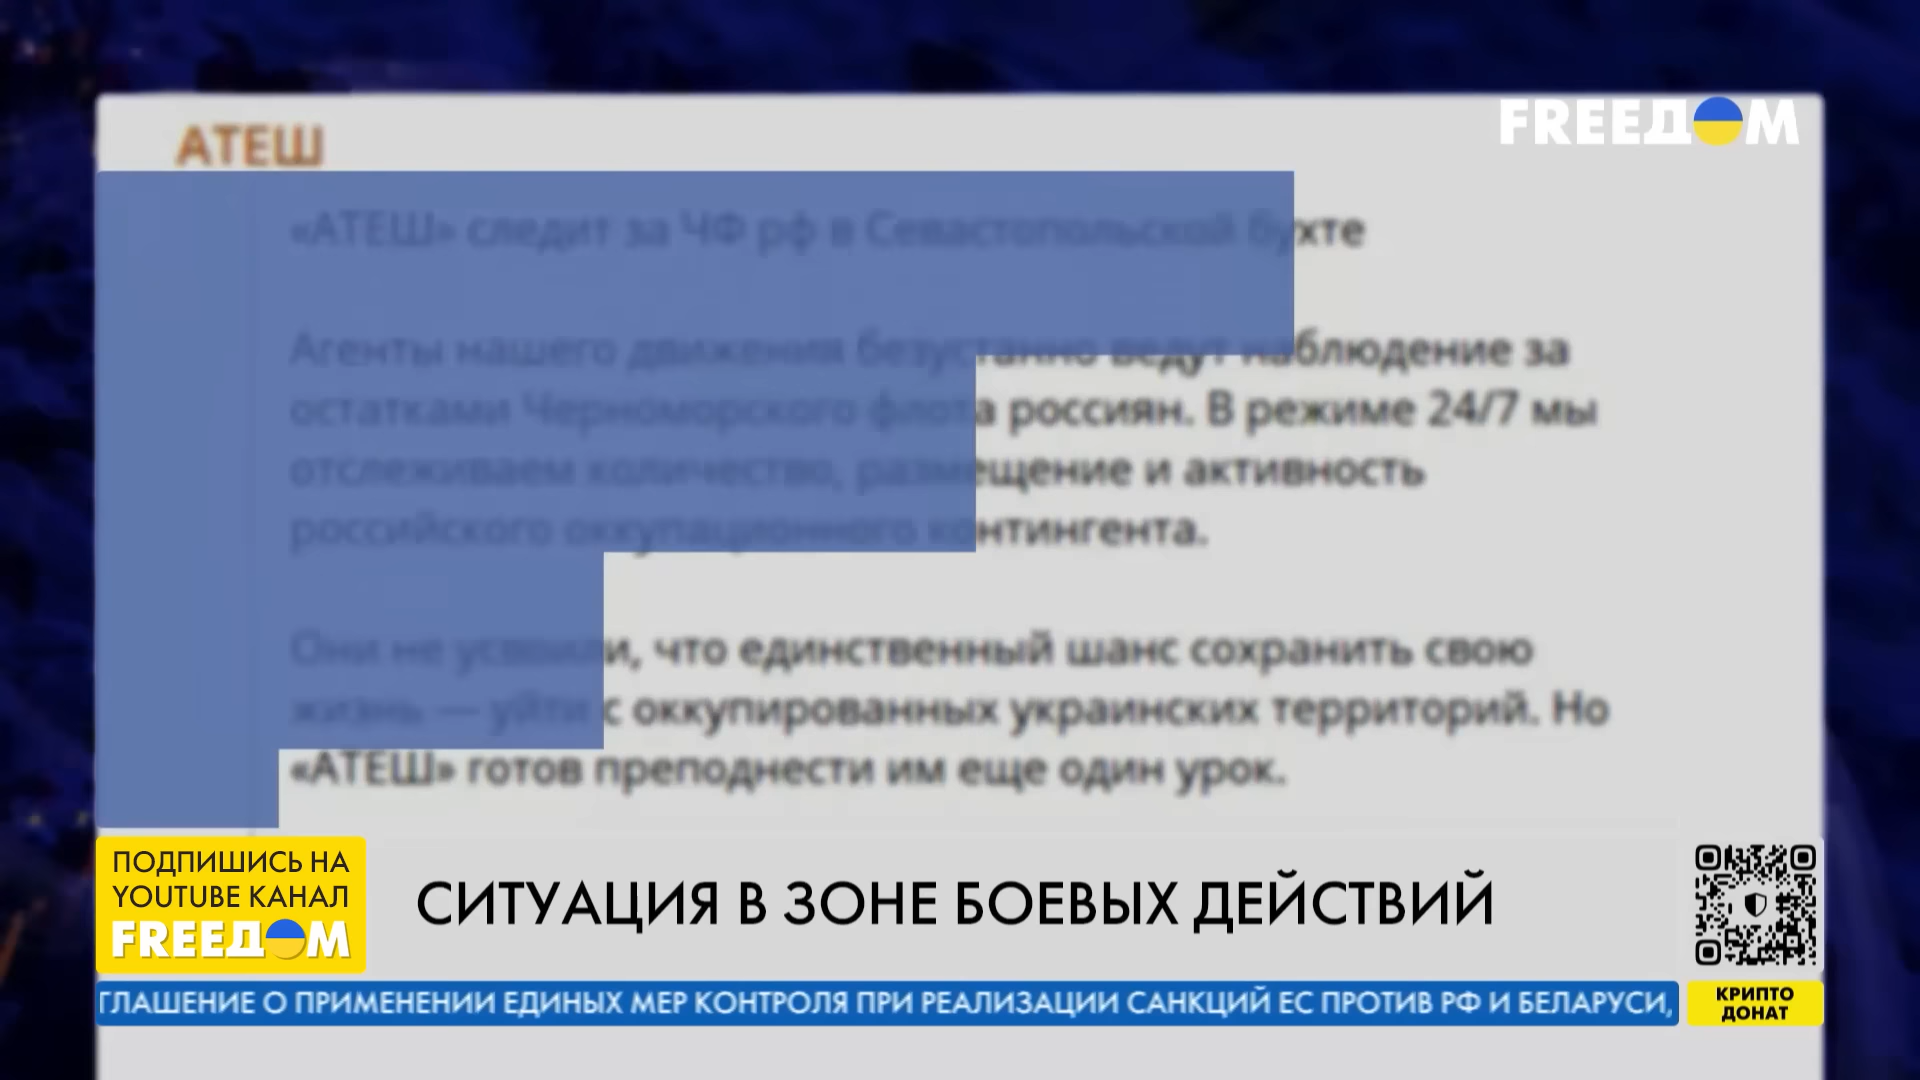 АТЕШ
FREEДОМ
«АТЕШ» следит за ЧФ рф в Севастопольской бухте
Агенты нашего движения безустанно ведут наблюдение за
остатками Черноморского флота россиян. В режиме 24/7 мы
отслеживаем количество, размещение и активность
российского оккупационного контингента.
Они не усвоили, что единственный шанс сохранить свою
жизнь — уйти с оккупированных украинских территорий. Но
«АТЕШ» готов преподнести им еще один урок.
ПОДПИШИСЬ НА
YOUTUBE КАНАЛ
FREEДОМ
СИТУАЦИЯ В ЗОНЕ БОЕВЫХ ДЕЙСТВИЙ
ГЛАШЕНИЕ О ПРИМЕНЕНИИ ЕДИНЫХ МЕР КОНТРОЛЯ ПРИ РЕАЛИЗАЦИИ САНКЦИЙ ЕС ПРОТИВ РФ И БЕЛАРУСИ,
КРИПТО
ДОНАТ